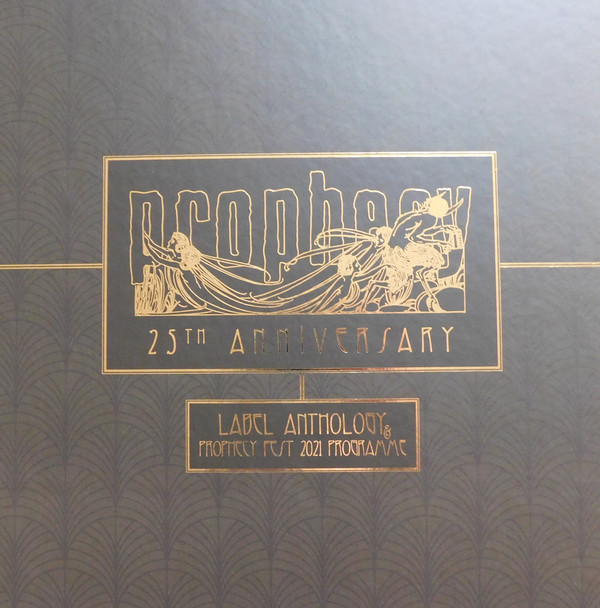 prophecy
25TH ANNIVERSARY
LABEL ANTHOLOGY &
PROPHECY FEST 2021 PROGRAMME